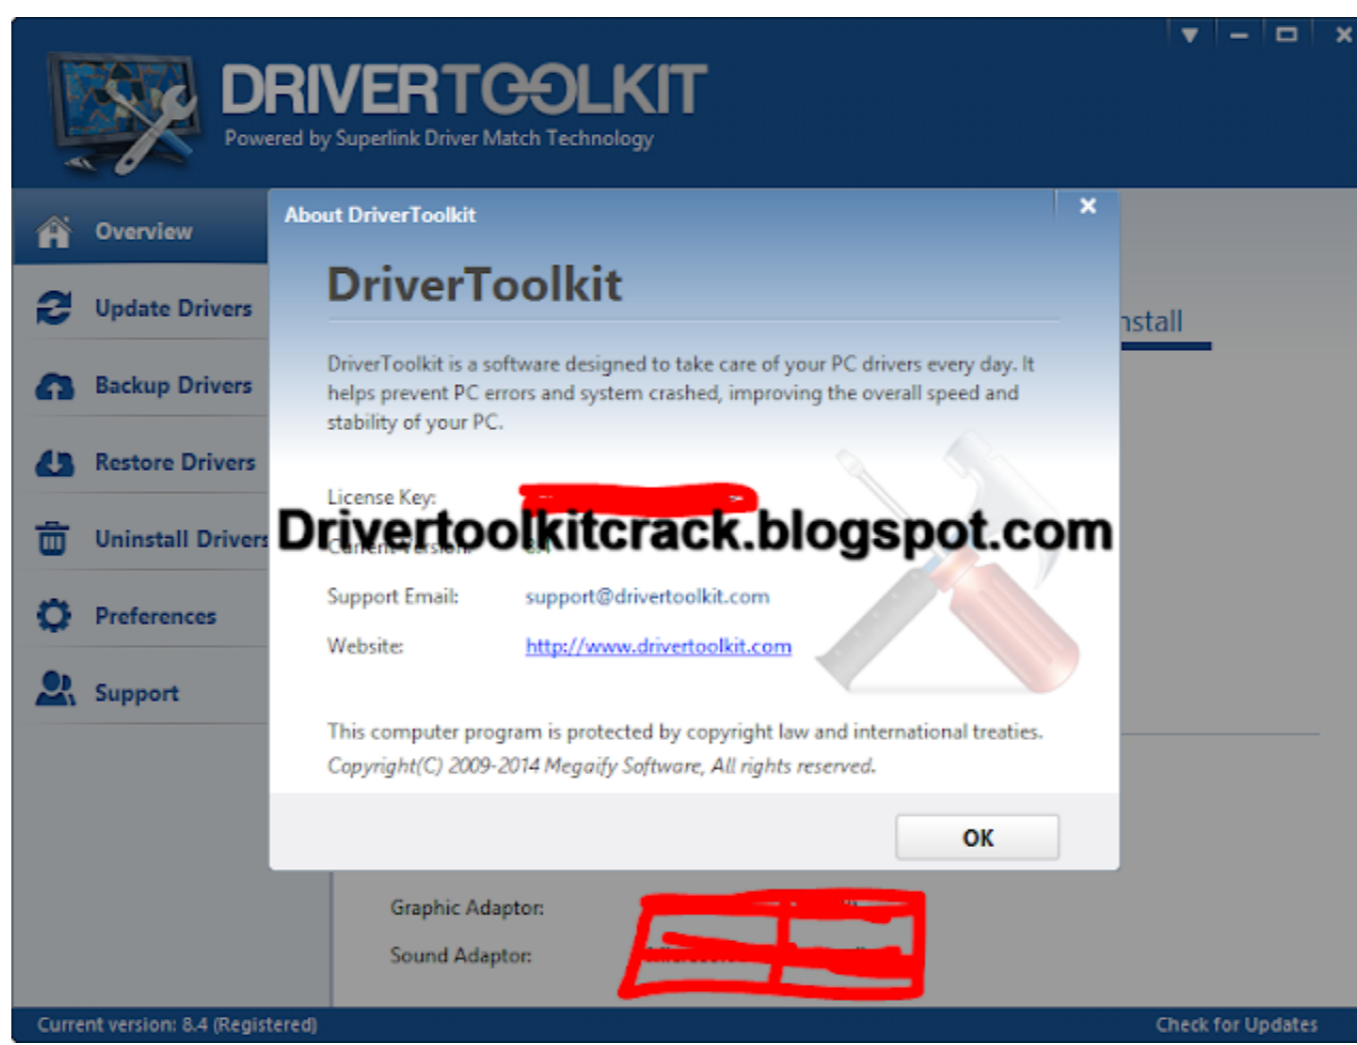 DRIVERTOOLKIT
Powered by Superlink Driver Match Technology
Overview
Update Drivers
Backup Drivers
Restore Drivers
Uninstall Drivers
Preferences
Support
nstall
About DriverToolkit
DriverToolkit
DriverToolkit is a software designed to take care of your PC drivers every day. It
helps prevent PC errors and system crashed, improving the overall speed and
stability of your PC.
License Key:
Drivertoolkitcrack.blogspot.com
Current Version: 8.4
Support Email: support@drivertoolkit.com
Website: http://www.drivertoolkit.com
This computer program is protected by copyright law and international treaties.
Copyright(C) 2009-2014 Megaify Software, All rights reserved.
OK
Graphic Adaptor:
Sound Adaptor:
Current version: 8.4 (Registered)
Check for Updates